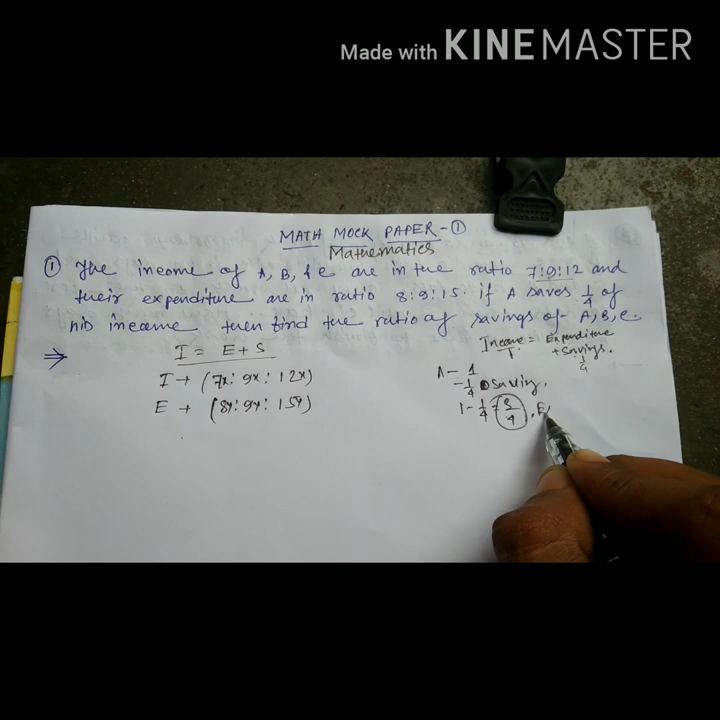 Made with KINEMASTER
MATH MOCK PAPER - ①
Mathematics
① The income of A, B, & C are in the ratio 7:9:12 and
their expenditure are in ratio 8:9:15. if A saves 1/4 of
his income then find the ratio of savings of A, B, C.
⇒ I = E + S
Income = Expenditure
I. + Savings.
1/4
I → (7x : 9x : 12x)
E → (8y : 9y : 15y)
A - 1
- 1/4 saving.
1 - 1/4 = 3/4, E